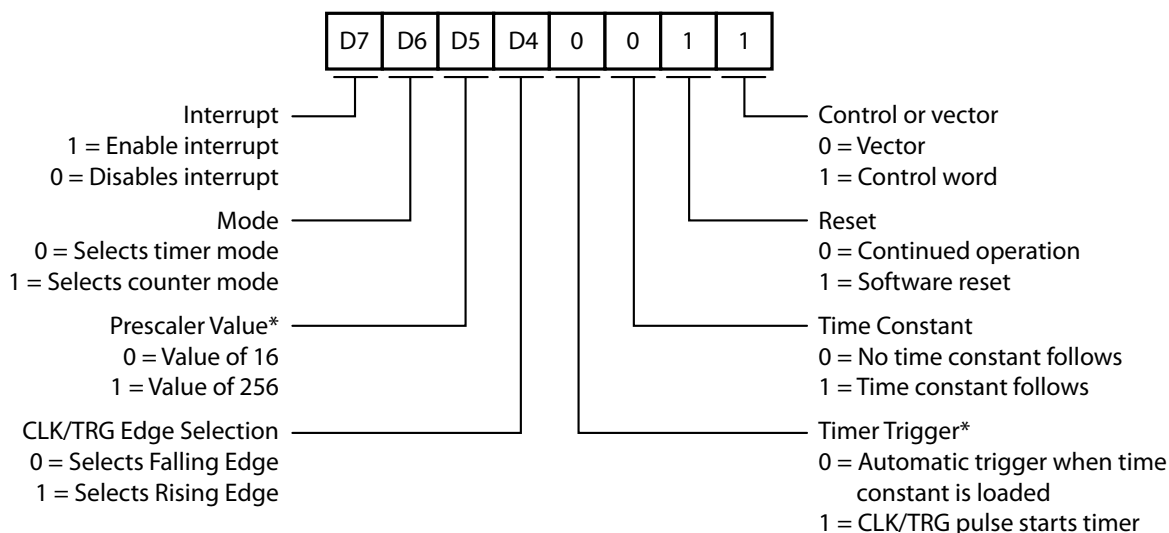 D7 D6 D5 D4 0 0 1 1
Interrupt
1 = Enable interrupt
0 = Disables interrupt
Mode
0 = Selects timer mode
1 = Selects counter mode
Prescaler Value*
0 = Value of 16
1 = Value of 256
CLK/TRG Edge Selection
0 = Selects Falling Edge
1 = Selects Rising Edge
Control or vector
0 = Vector
1 = Control word
Reset
0 = Continued operation
1 = Software reset
Time Constant
0 = No time constant follows
1 = Time constant follows
Timer Trigger*
0 = Automatic trigger when time
constant is loaded
1 = CLK/TRG pulse starts timer